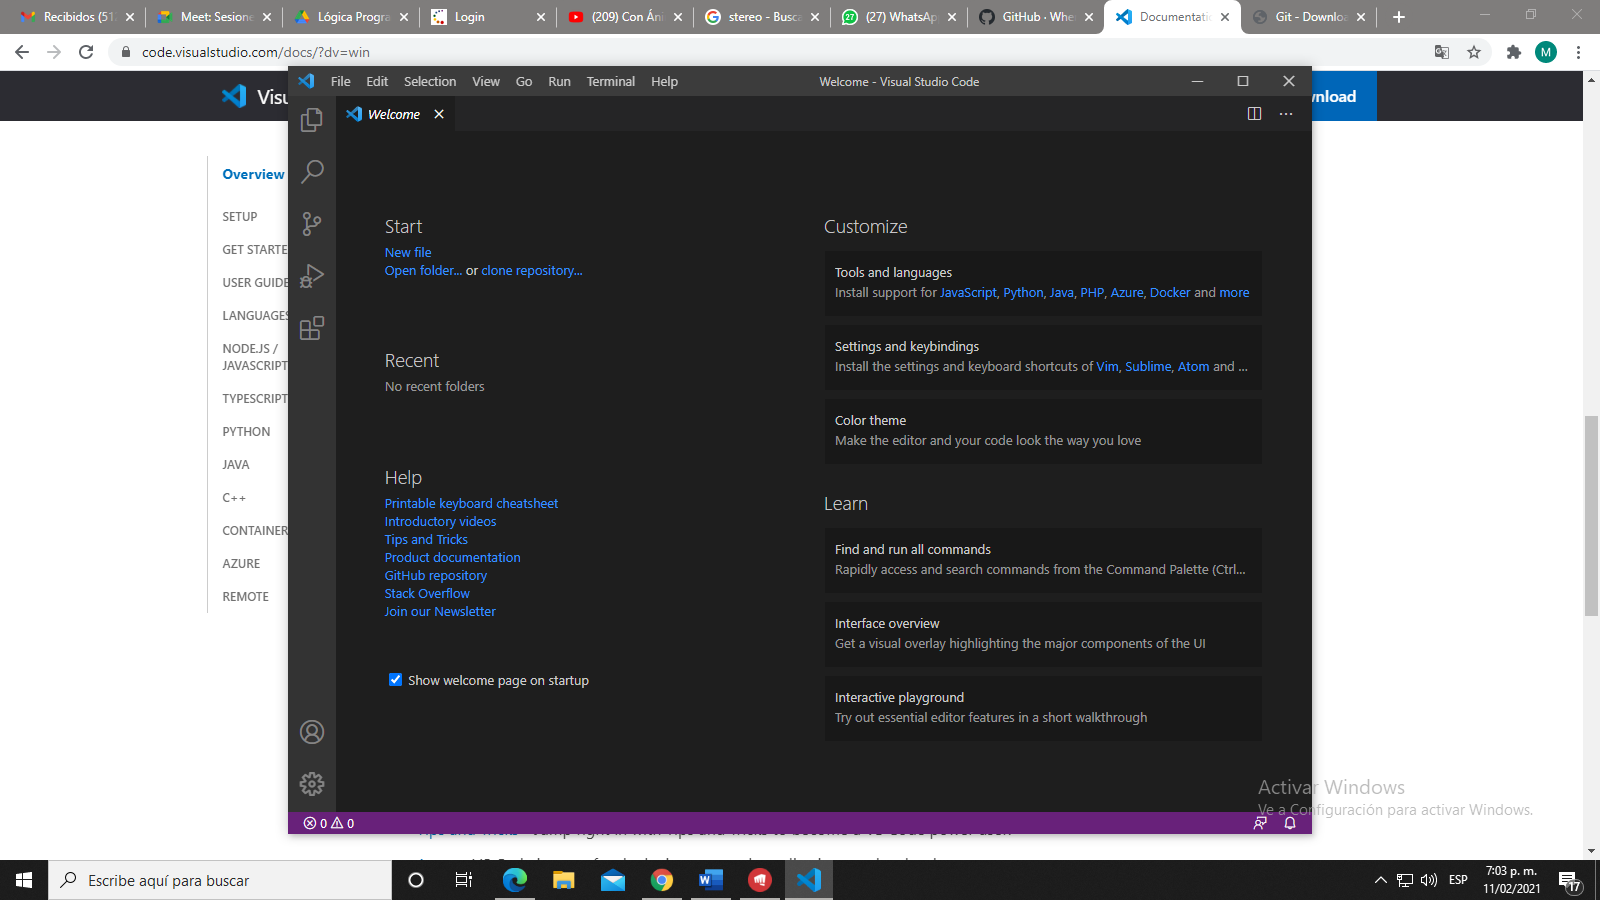 Recibidos (51
Meet: Sesione
Lógica Progra
Login
(209) Con Áni
stereo - Busca
(27) WhatsAp
GitHub · Whe
Documentati
Git - Downloa
code.visualstudio.com/docs/?dv=win
M
Visu
nload
File Edit Selection View Go Run Terminal Help
Welcome - Visual Studio Code
Welcome
Overview
SETUP
GET STARTE
USER GUIDE
LANGUAGES
NODE.JS /
JAVASCRIPT
TYPESCRIPT
PYTHON
JAVA
C++
CONTAINER
AZURE
REMOTE
Start
New file
Open folder... or clone repository...
Recent
No recent folders
Help
Printable keyboard cheatsheet
Introductory videos
Tips and Tricks
Product documentation
GitHub repository
Stack Overflow
Join our Newsletter
Show welcome page on startup
Customize
Tools and languages
Install support for JavaScript, Python, Java, PHP, Azure, Docker and more
Settings and keybindings
Install the settings and keyboard shortcuts of Vim, Sublime, Atom and ...
Color theme
Make the editor and your code look the way you love
Learn
Find and run all commands
Rapidly access and search commands from the Command Palette (Ctrl...
Interface overview
Get a visual overlay highlighting the major components of the UI
Interactive playground
Try out essential editor features in a short walkthrough
Activar Windows
Ve a Configuración para activar Windows.
0 0
Escribe aquí para buscar
ESP
7:03 p. m.
11/02/2021
17